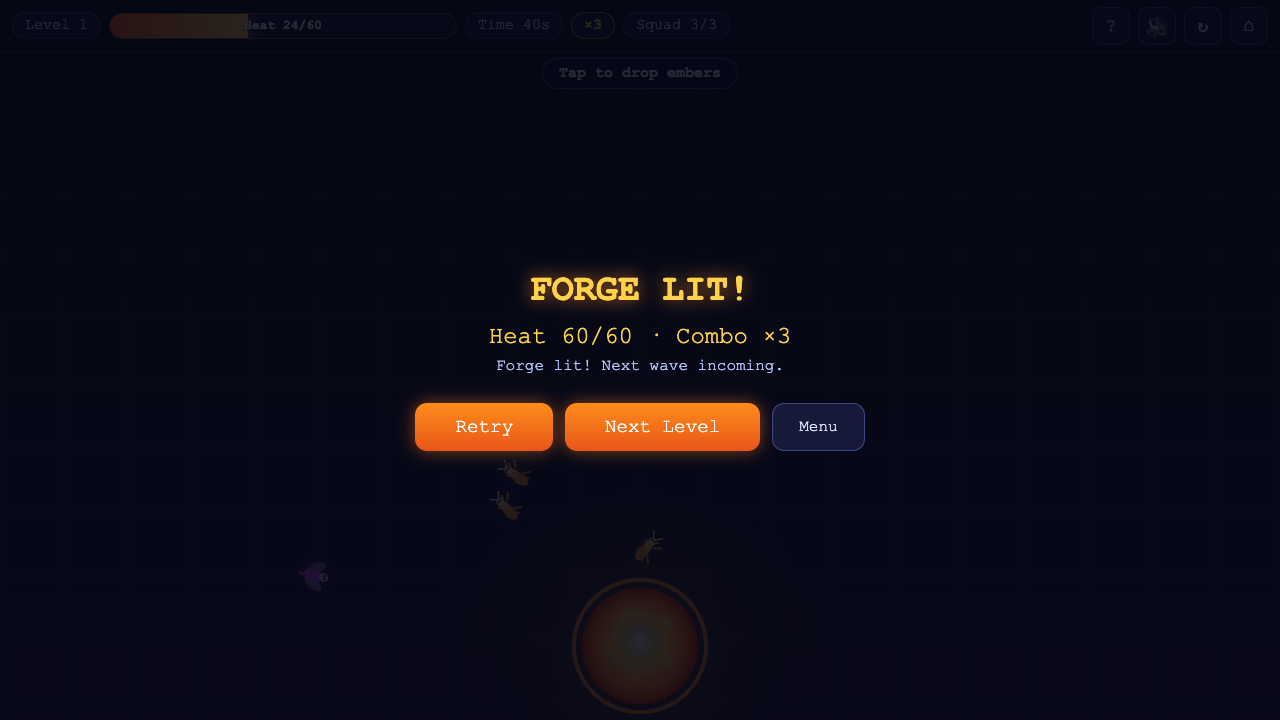 Level 1
Heat 24/60
Time 40s
×3
Squad 3/3
?
Tap to drop embers
FORGE LIT!
Heat 60/60 · Combo ×3
Forge lit! Next wave incoming.
Retry
Next Level
Menu